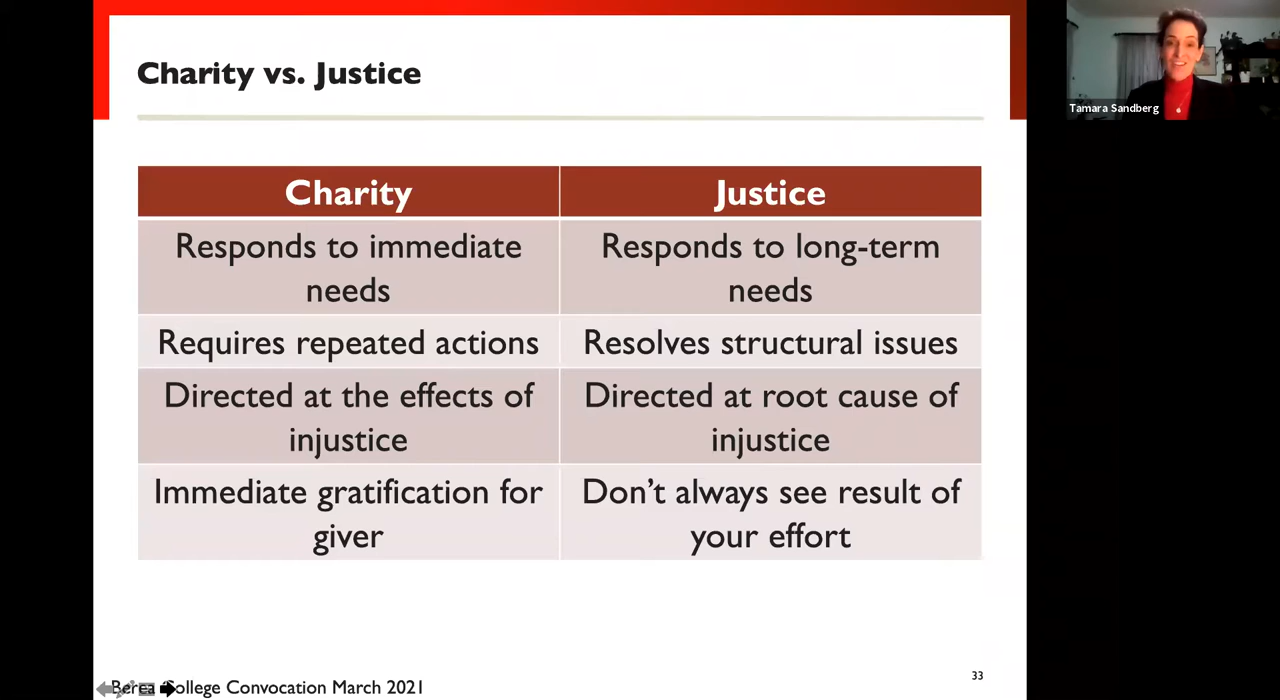 Charity vs. Justice
Tamara Sandberg
Charity
Justice
Responds to immediate
needs
Responds to long-term
needs
Requires repeated actions
Resolves structural issues
Directed at the effects of
injustice
Directed at root cause of
injustice
Immediate gratification for
giver
Don't always see result of
your effort
33
Berea College Convocation March 2021